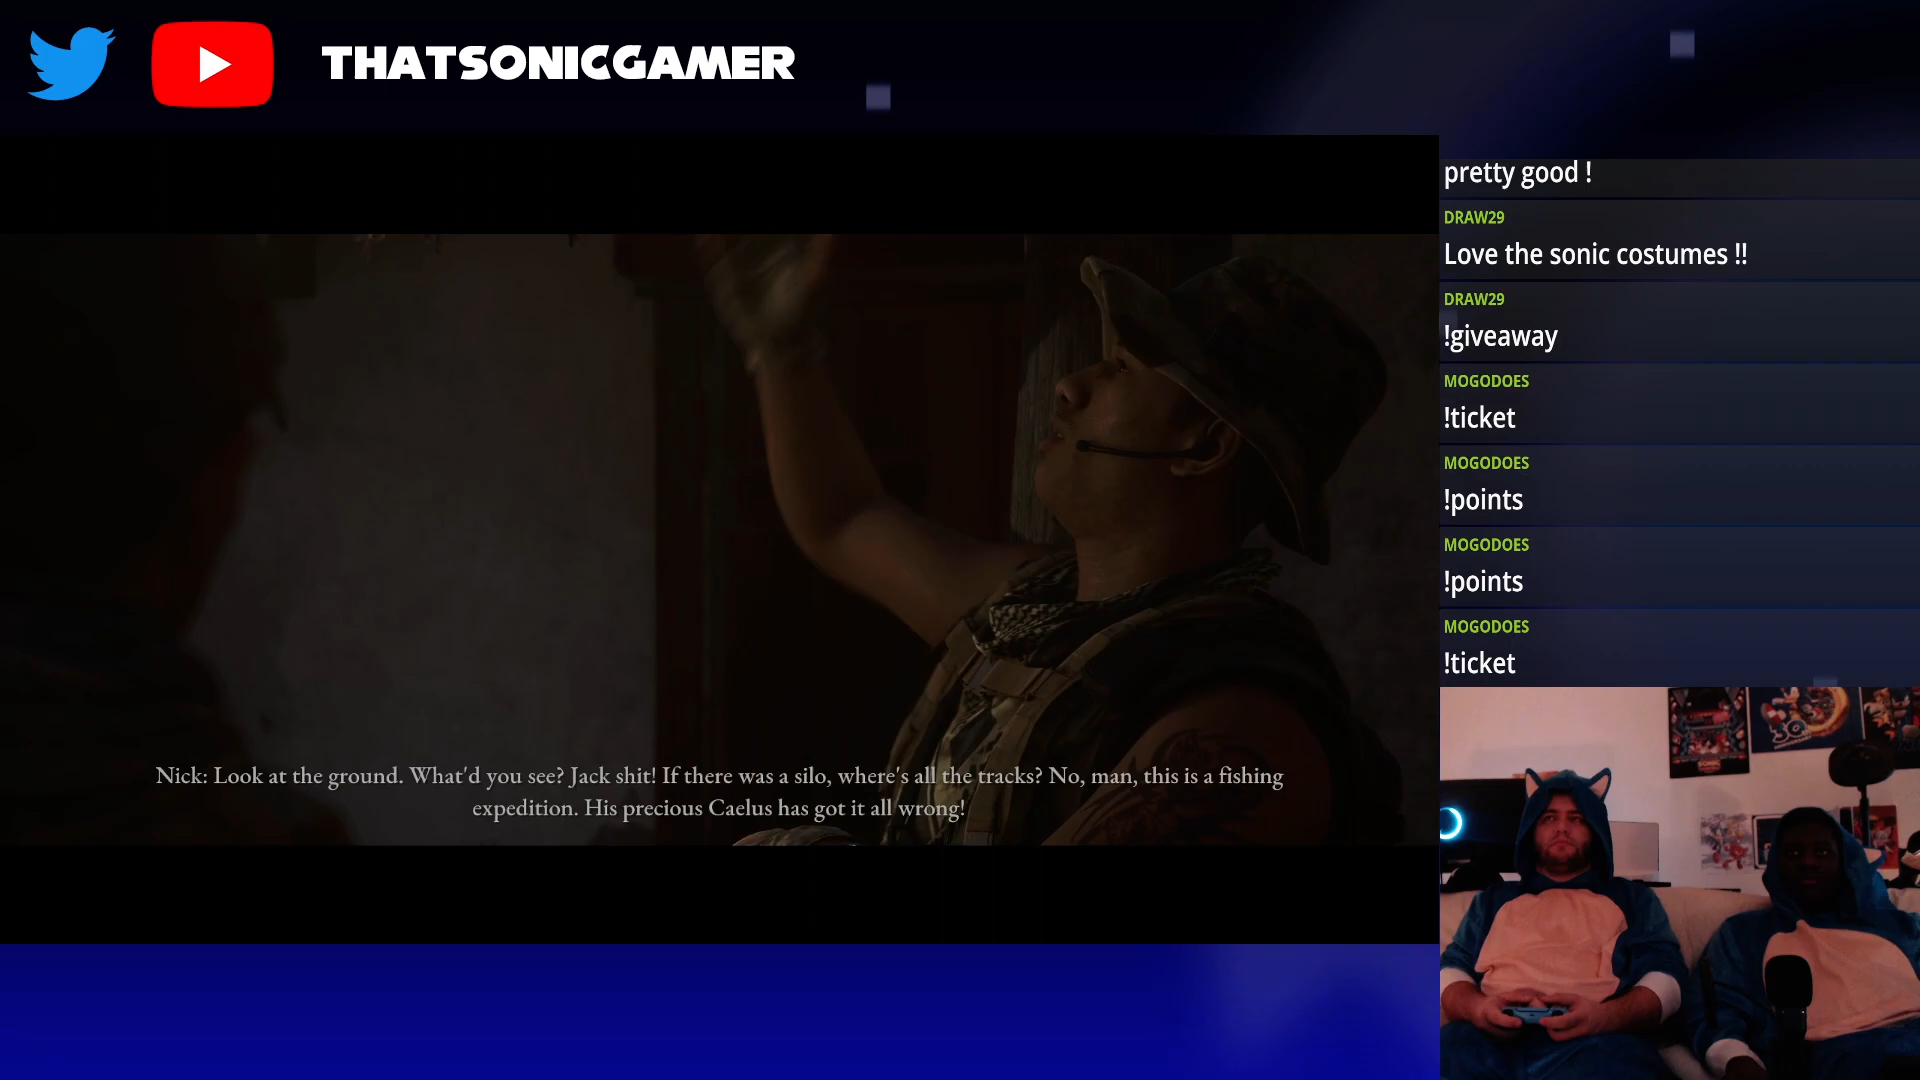 THATSONICGAMER
pretty good !
DRAW29
Love the sonic costumes !!
DRAW29
!giveaway
MOGODOES
!ticket
MOGODOES
!points
MOGODOES
!points
MOGODOES
!ticket
Nick: Look at the ground. What'd you see? Jack shit! If there was a silo, where's all the tracks? No, man, this is a fishing
expedition. His precious Caelus has got it all wrong!